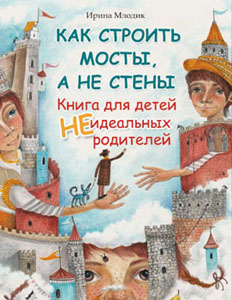 Ирина Млодик
КАК СТРОИТЬ
МОСТЫ,
А НЕ СТЕНЫ
Книга для детей
НЕидеальных
родителей